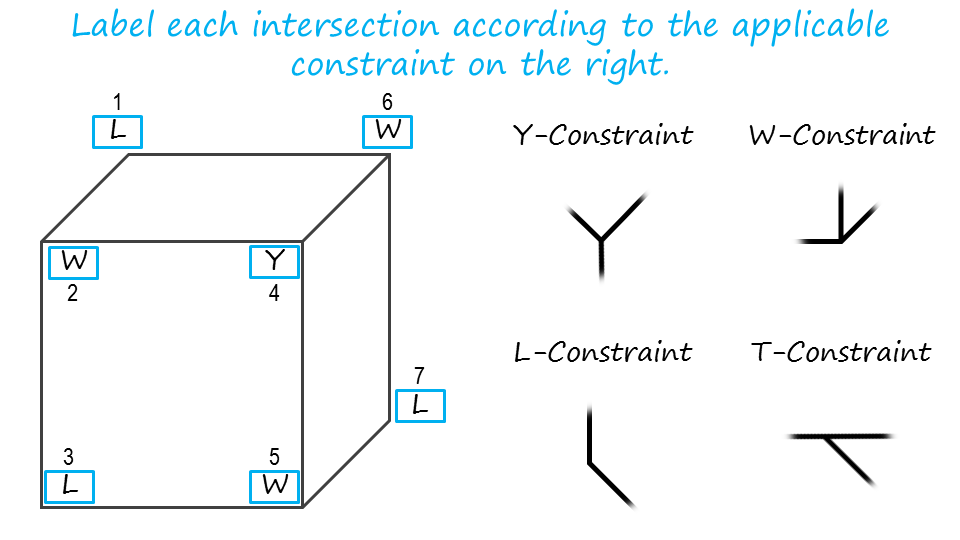 Label each intersection according to the applicable
constraint on the right.
1
L
6
W
Y-Constraint
W-Constraint
W
2
Y
4
L-Constraint
T-Constraint
7
L
3
L
5
W